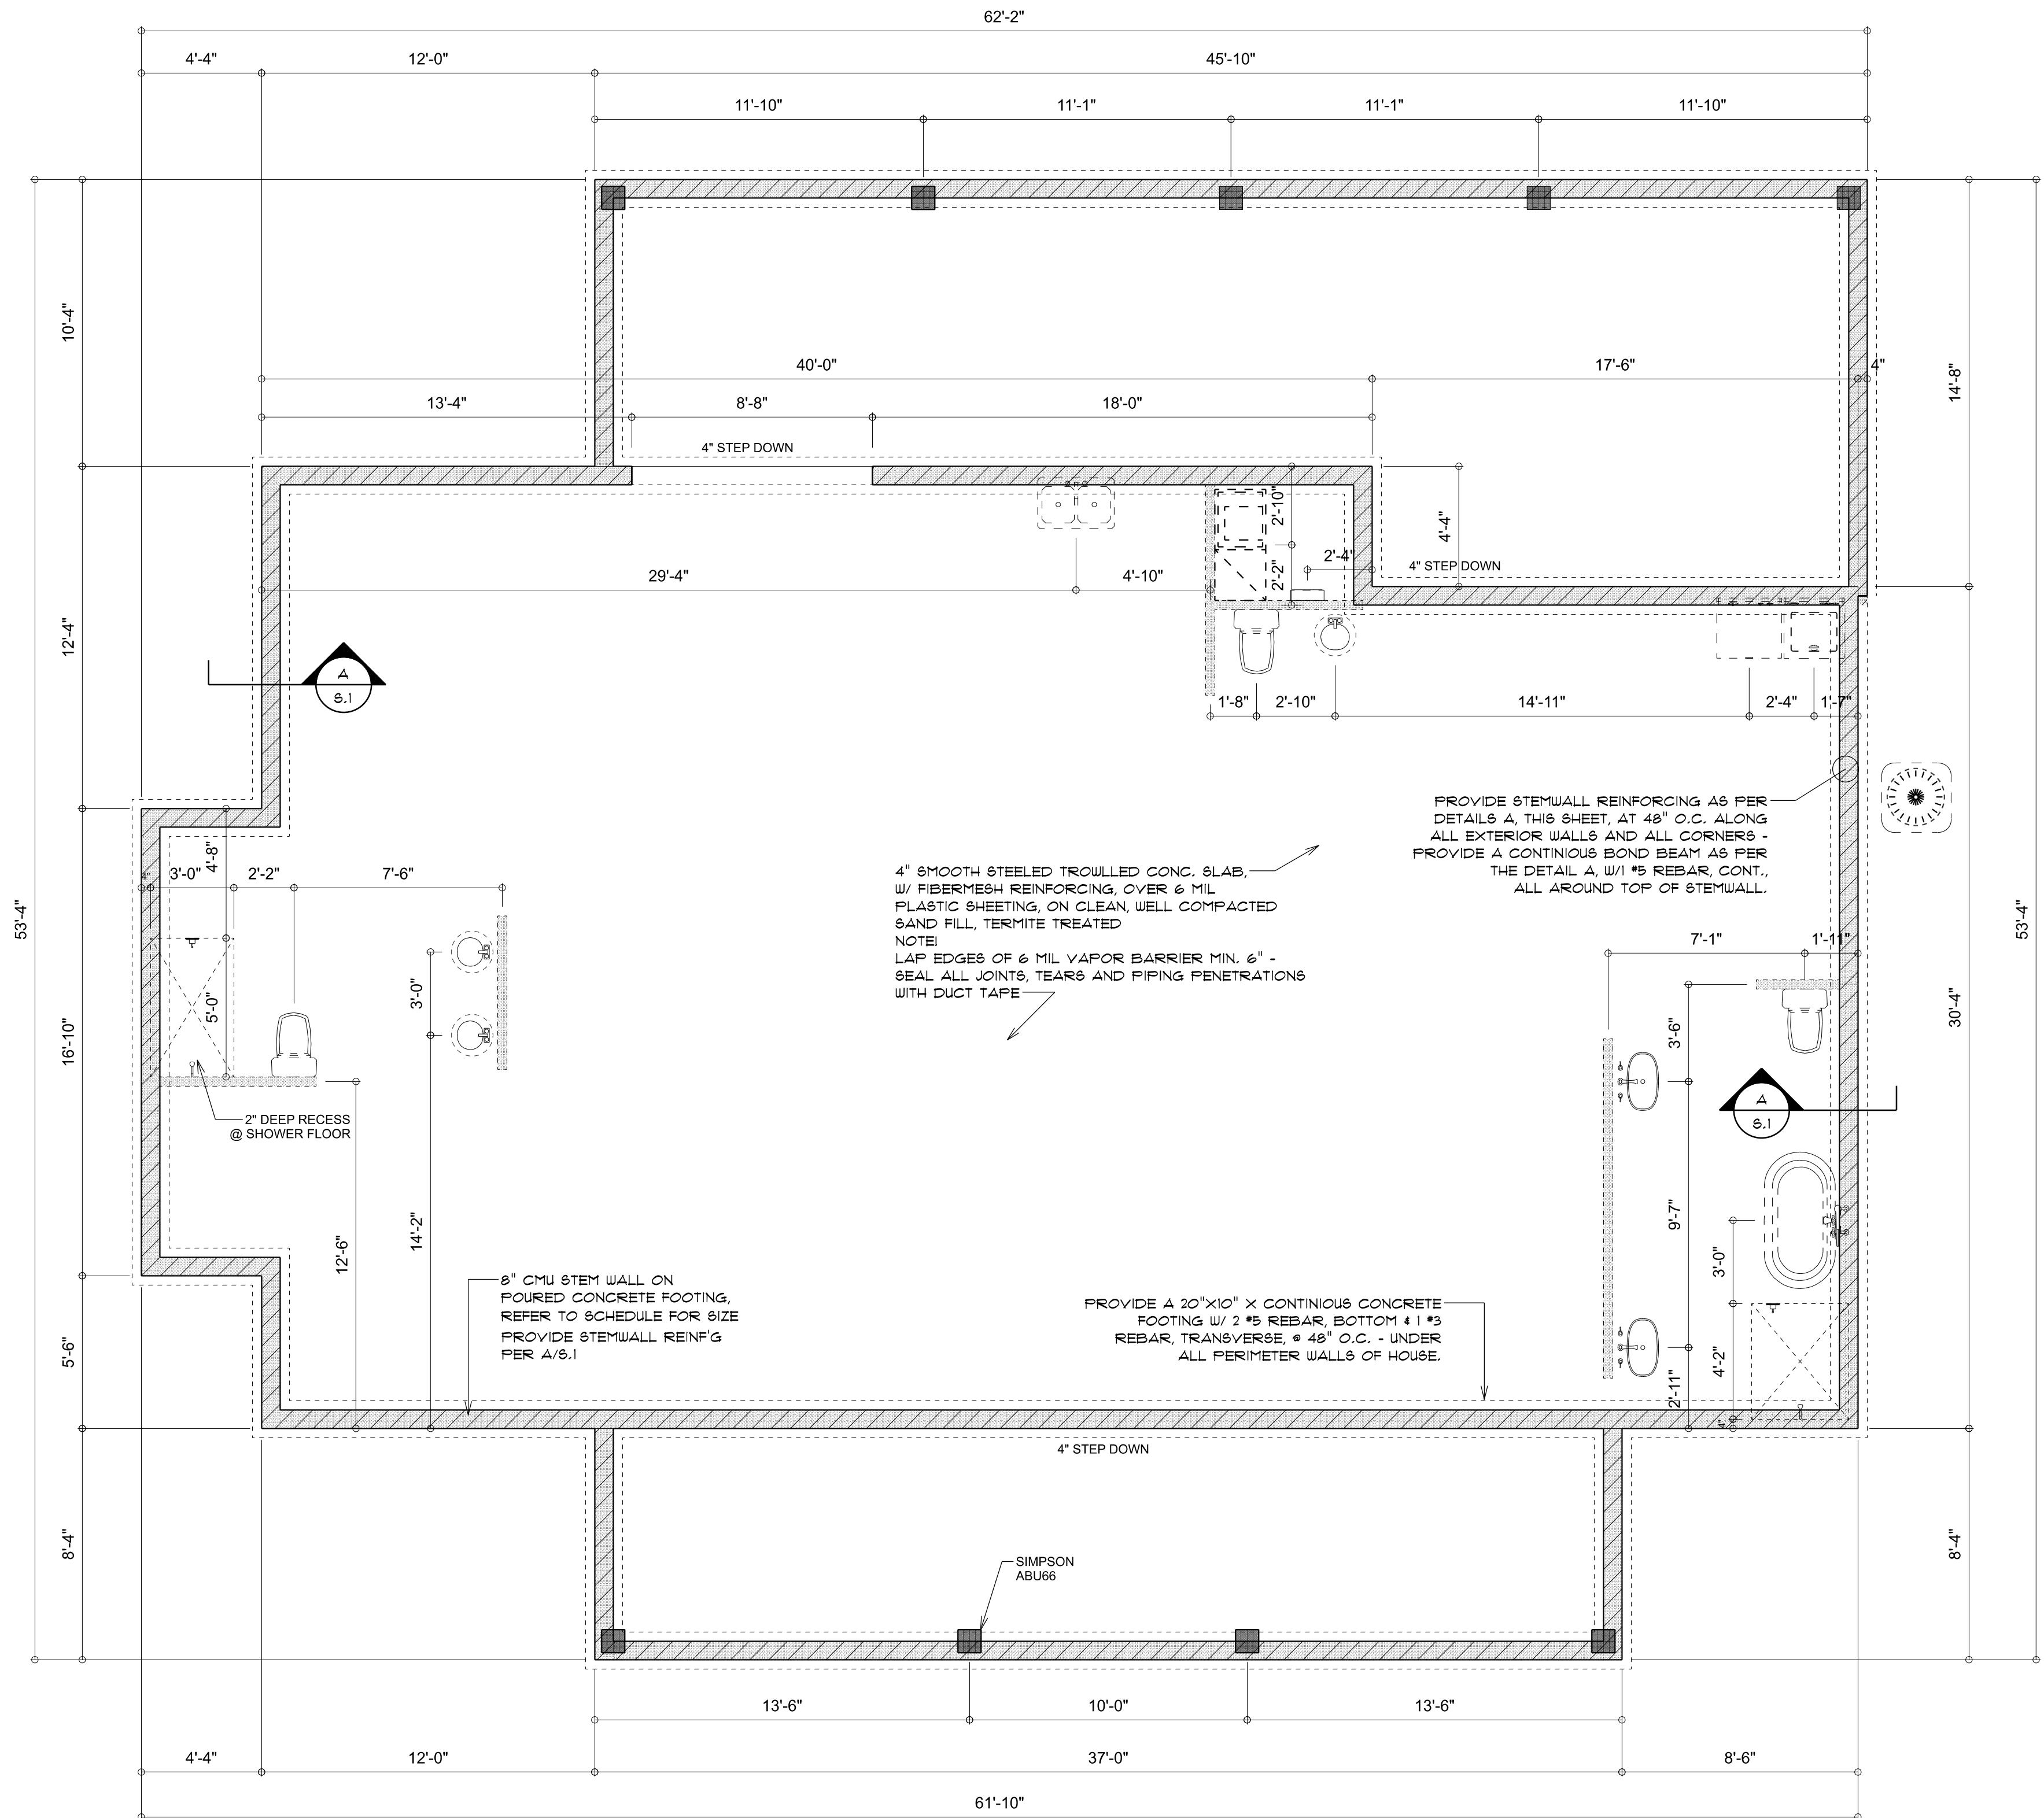 62'-2"
4'-4" 12'-0" 45'-10"
11'-10" 11'-1" 11'-1" 11'-10"
10'-4"
14'-8"
40'-0" 17'-6" 4"
13'-4" 8'-8" 18'-0"
4" STEP DOWN
2'-10"
4'-4"
2'-4"
4" STEP DOWN
2'-2"
29'-4" 4'-10"
12'-4"
A
S.1
1'-8" 2'-10" 14'-11" 2'-4" 1'-7"
PROVIDE STEMWALL REINFORCING AS PER
DETAILS A, THIS SHEET, AT 48" O.C. ALONG
ALL EXTERIOR WALLS AND ALL CORNERS -
PROVIDE A CONTINIOUS BOND BEAM AS PER
THE DETAIL A, W/1 #5 REBAR, CONT.,
ALL AROUND TOP OF STEMWALL.
4" SMOOTH STEELED TROWLLED CONC. SLAB,
W/ FIBERMESH REINFORCING, OVER 6 MIL
PLASTIC SHEETING, ON CLEAN, WELL COMPACTED
SAND FILL, TERMITE TREATED
NOTE!
LAP EDGES OF 6 MIL VAPOR BARRIER MIN. 6" -
SEAL ALL JOINTS, TEARS AND PIPING PENETRATIONS
WITH DUCT TAPE
4'-8"
4" 3'-0" 2'-2" 7'-6"
53'-4"
53'-4"
7'-1" 1'-11"
3'-0"
5'-0"
16'-10"
30'-4"
3'-6"
A
S.1
2" DEEP RECESS
@ SHOWER FLOOR
12'-6"
14'-2"
9'-7"
3'-0"
8" CMU STEM WALL ON
POURED CONCRETE FOOTING,
REFER TO SCHEDULE FOR SIZE
PROVIDE STEMWALL REINF'G
PER A/S.1
PROVIDE A 20"X10" X CONTINIOUS CONCRETE
FOOTING W/ 2 #5 REBAR, BOTTOM & 1 #3
REBAR, TRANSVERSE, @ 48" O.C. - UNDER
ALL PERIMETER WALLS OF HOUSE.
5'-6"
4'-2"
2'-11"
4"
4" STEP DOWN
8'-4"
8'-4"
SIMPSON
ABU66
13'-6" 10'-0" 13'-6"
4'-4" 12'-0" 37'-0" 8'-6"
61'-10"